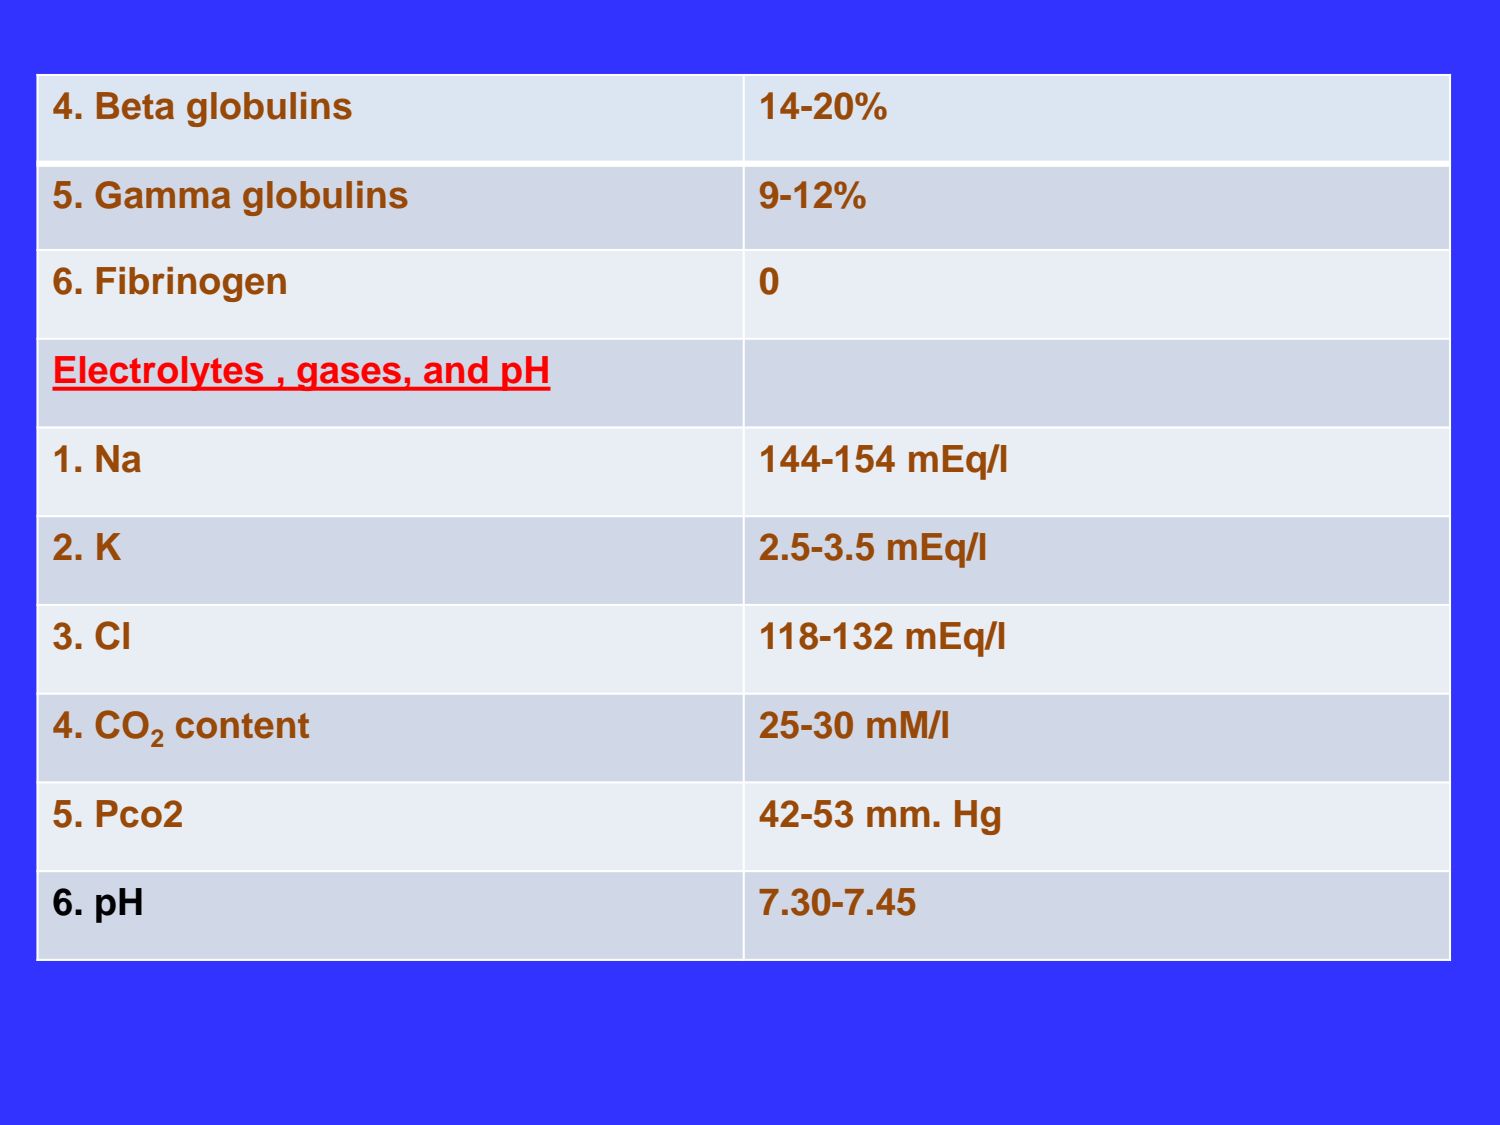 4. Beta globulins 14-20%
5. Gamma globulins 9-12%
6. Fibrinogen 0
Electrolytes , gases, and pH
1. Na 144-154 mEq/l
2. K 2.5-3.5 mEq/l
3. Cl 118-132 mEq/l
4. CO₂ content 25-30 mM/l
5. Pco2 42-53 mm. Hg
6. pH 7.30-7.45